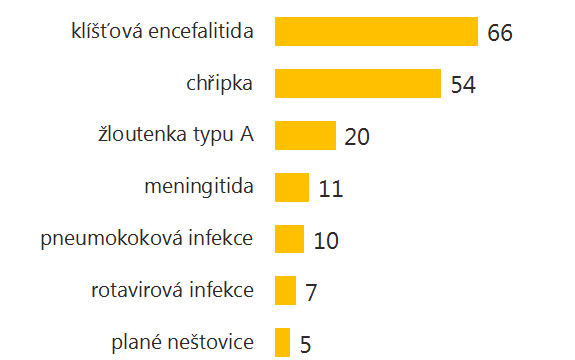 klíšťová encefalitida 66
chřipka 54
žloutenka typu A 20
meningitida 11
pneumokoková infekce 10
rotavirová infekce 7
plané neštovice 5